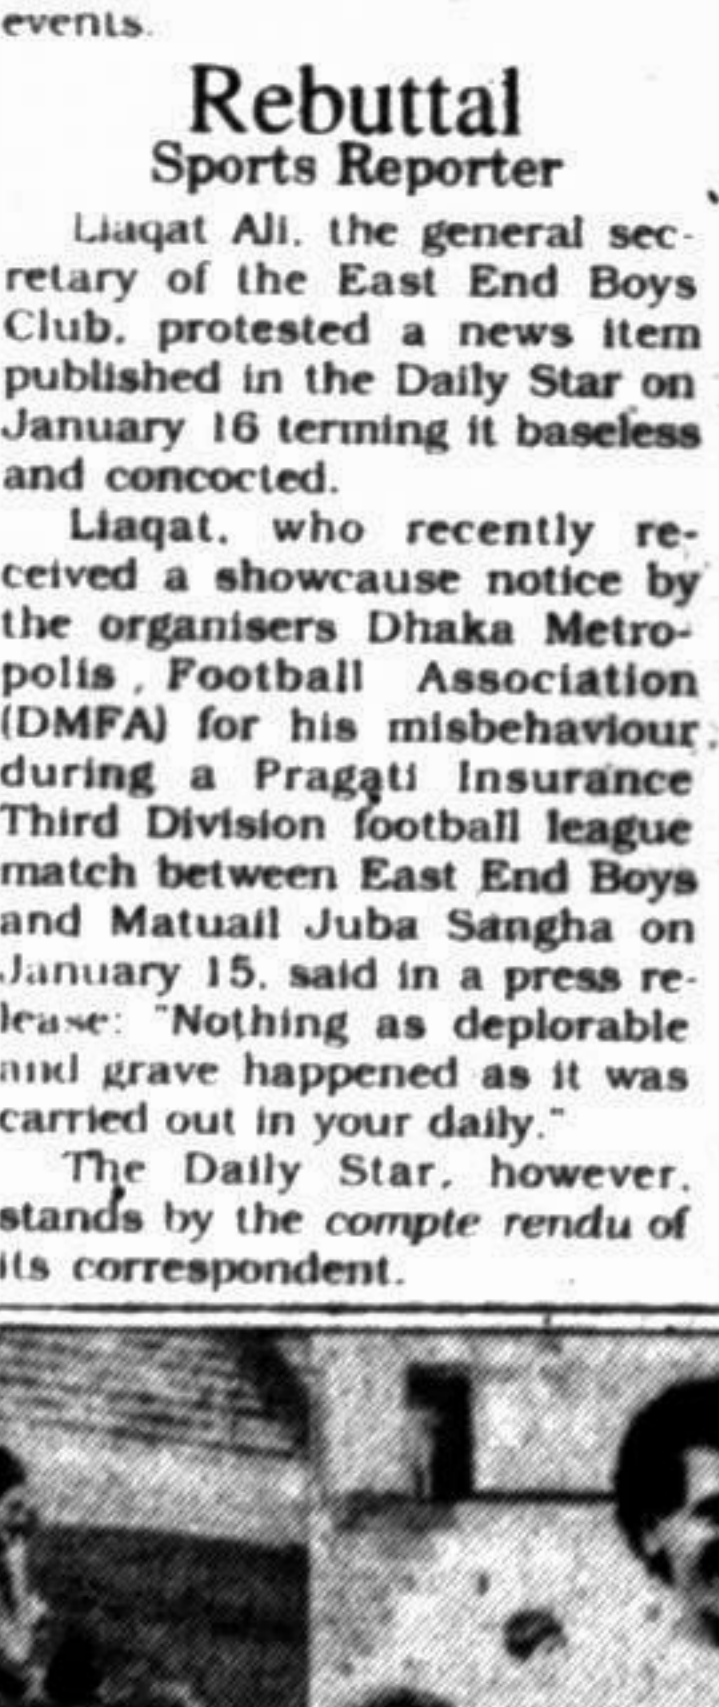 events.
Rebuttal
Sports Reporter
Liaqat Ali, the general sec-
retary of the East End Boys
Club, protested a news item
published in the Daily Star on
January 16 terming it baseless
and concocted.
Liaqat, who recently re-
ceived a showcause notice by
the organisers Dhaka Metro-
polis, Football Association
(DMFA) for his misbehaviour
during a Pragati Insurance
Third Division football league
match between East End Boys
and Matuail Juba Sangha on
January 15, said in a press re-
lease: "Nothing as deplorable
and grave happened as it was
carried out in your daily."
The Daily Star, however,
stands by the compte rendu of
its correspondent.